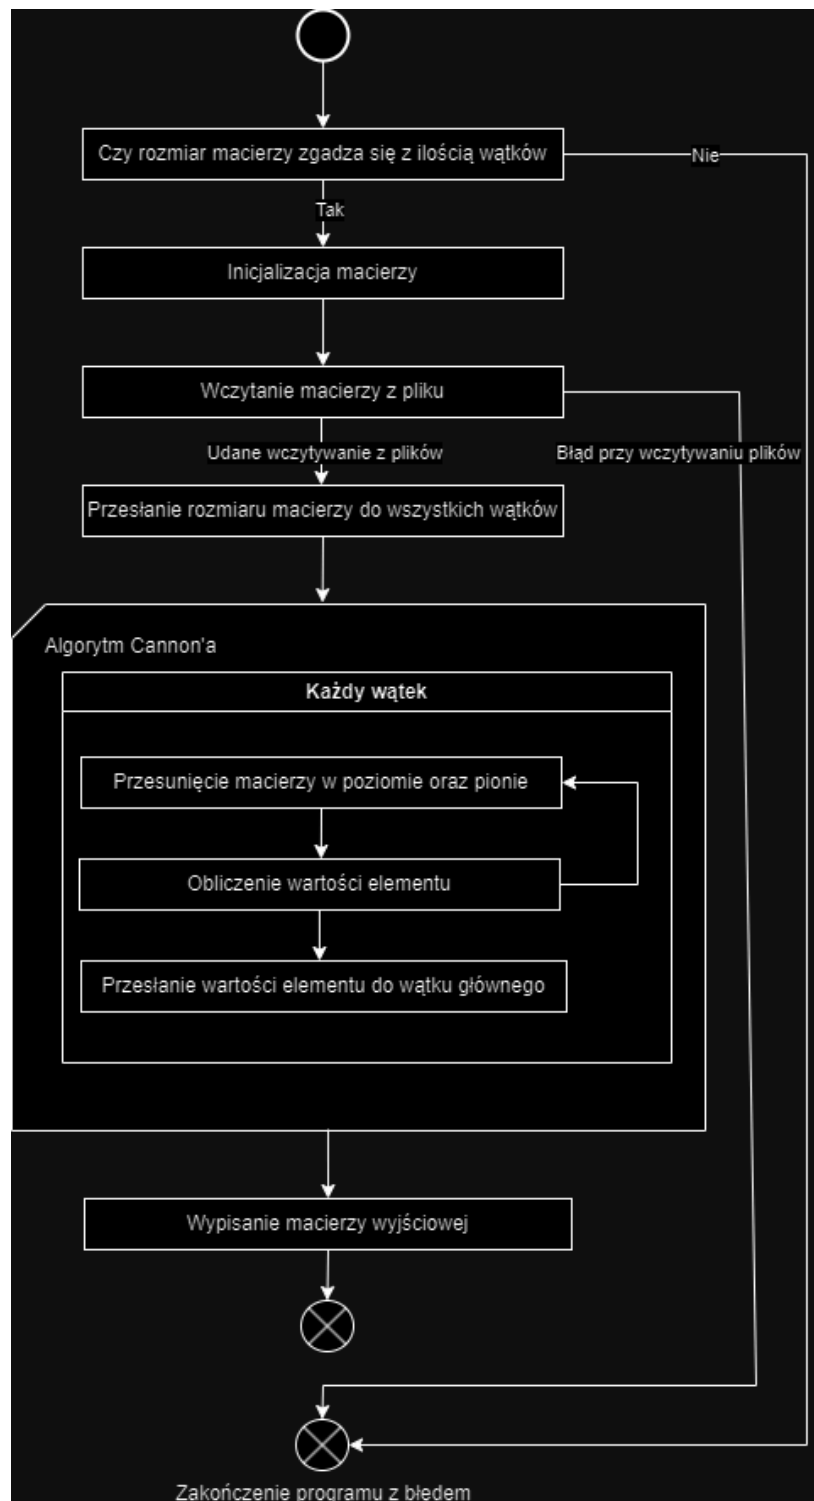 Czy rozmiar macierzy zgadza się z ilością wątków
Nie
Tak
Inicjalizacja macierzy
Wczytanie macierzy z pliku
Udane wczytywanie z plików
Błąd przy wczytywaniu plików
Przesłanie rozmiaru macierzy do wszystkich wątków
Algorytm Cannon'a
Każdy wątek
Przesunięcie macierzy w poziomie oraz pionie
Obliczenie wartości elementu
Przesłanie wartości elementu do wątku głównego
Wypisanie macierzy wyjściowej
Zakończenie programu z błedem